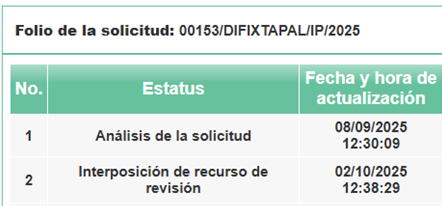 Folio de la solicitud: 00153/DIFIXTAPAL/IP/2025
No. Estatus Fecha y hora de
actualización
1 Análisis de la solicitud 08/09/2025
12:30:09
2 Interposición de recurso de
revisión 02/10/2025
12:38:29